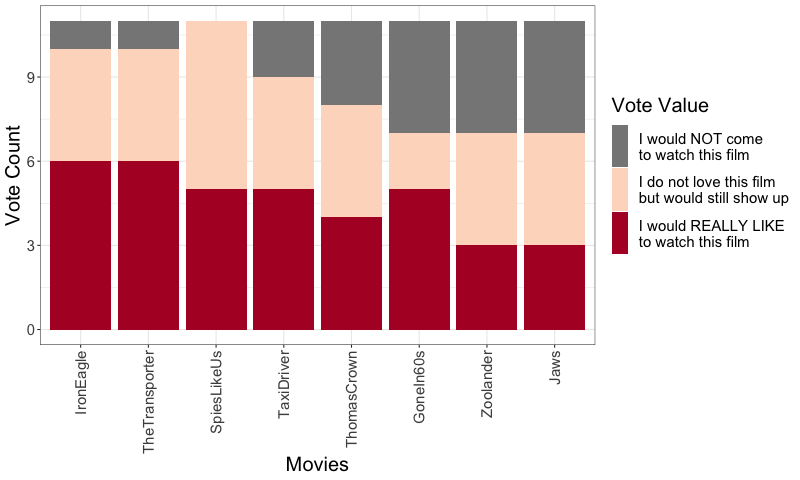 Vote Count
9
6
3
0
IronEagle
TheTransporter
SpiesLikeUs
TaxiDriver
ThomasCrown
GoneIn60s
Zoolander
Jaws
Movies
Vote Value
I would NOT come
to watch this film
I do not love this film
but would still show up
I would REALLY LIKE
to watch this film